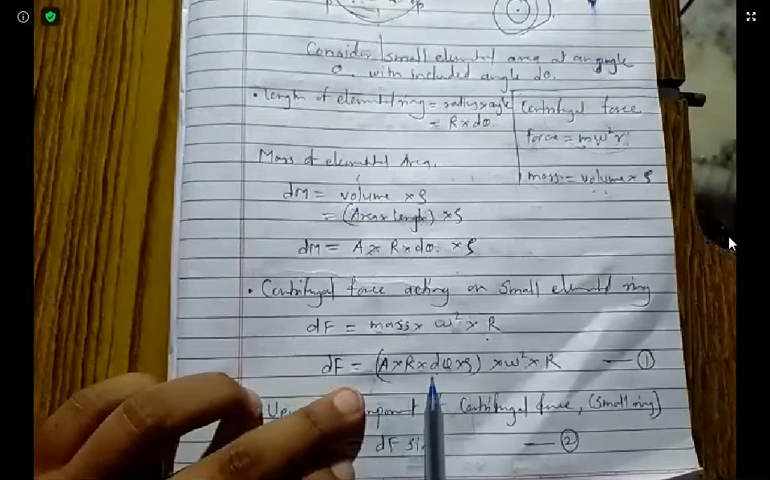 Consider small elemental area at an angle
θ. with included angle dθ.
• Length of elemental ring = radius x angle
= R x dθ.
Centrifugal force
force = mω²r
mass = volume x ρ
Mass of elemental Area.
dM = volume x ρ
= (Area x length) x ρ
dM = A x R x dθ. x ρ
• Centrifugal force acting on small elemental ring
dF = mass x ω² x R
dF = (A x R x dθ x ρ) x ω² x R — ①
Centrifugal force, (small ring)
dF — ②